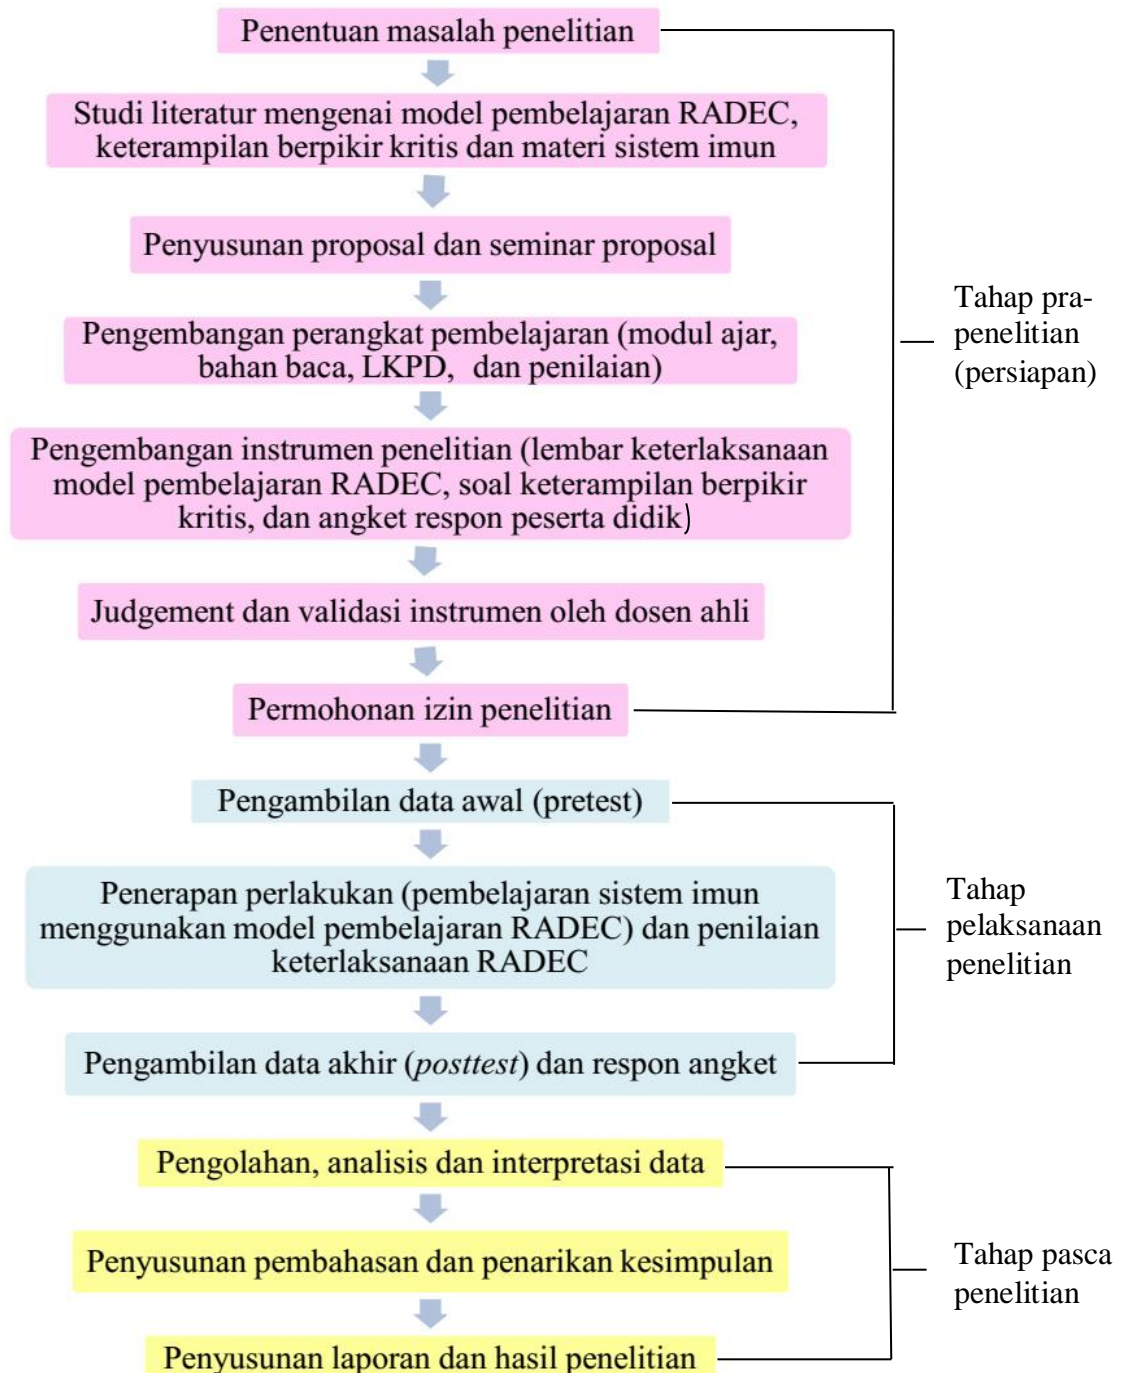 Penentuan masalah penelitian
Studi literatur mengenai model pembelajaran RADEC,
keterampilan berpikir kritis dan materi sistem imun
Penyusunan proposal dan seminar proposal
Pengembangan perangkat pembelajaran (modul ajar,
bahan baca, LKPD, dan penilaian)
Pengembangan instrumen penelitian (lembar keterlaksanaan
model pembelajaran RADEC, soal keterampilan berpikir
kritis, dan angket respon peserta didik)
Judgement dan validasi instrumen oleh dosen ahli
Permohonan izin penelitian
Tahap pra-
penelitian
(persiapan)
Pengambilan data awal (pretest)
Penerapan perlakukan (pembelajaran sistem imun
menggunakan model pembelajaran RADEC) dan penilaian
keterlaksanaan RADEC
Pengambilan data akhir (posttest) dan respon angket
Tahap
pelaksanaan
penelitian
Pengolahan, analisis dan interpretasi data
Penyusunan pembahasan dan penarikan kesimpulan
Penyusunan laporan dan hasil penelitian
Tahap pasca
penelitian